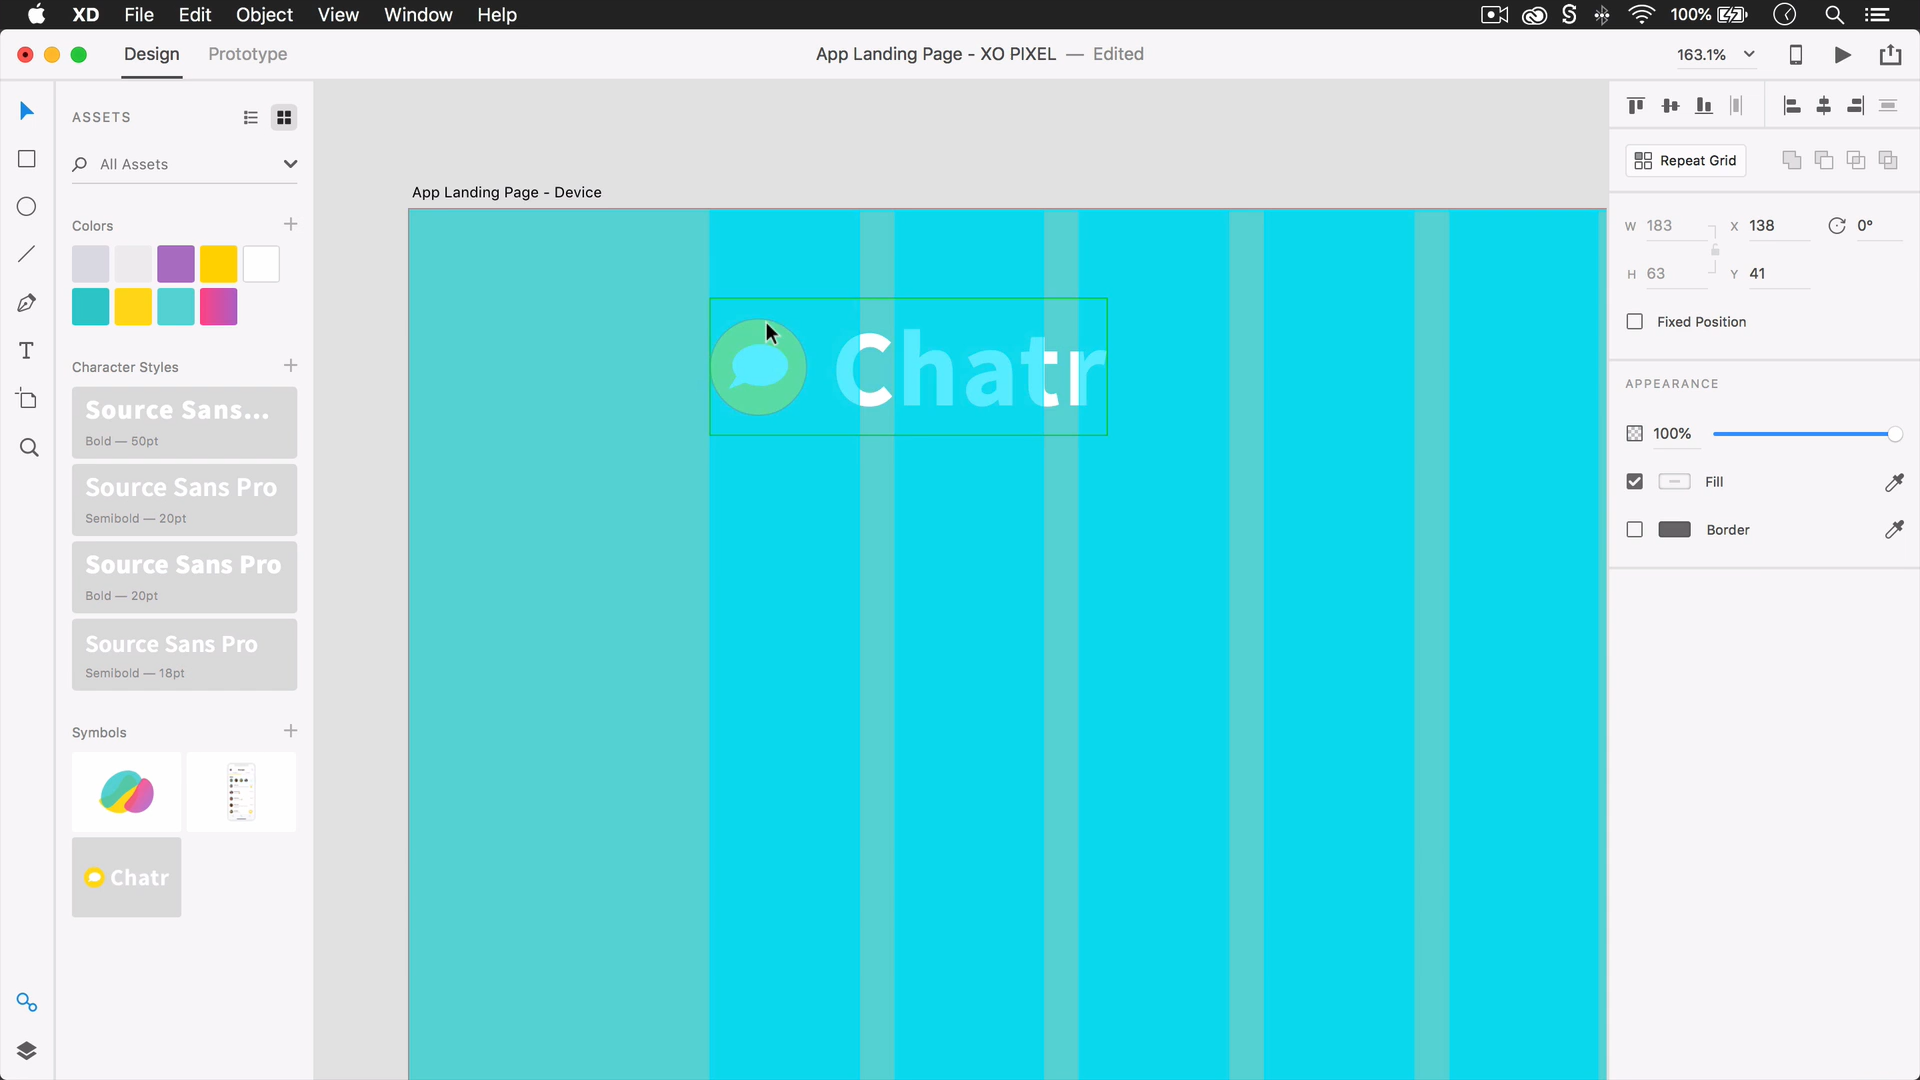 XD File Edit Object View Window Help 100%
Design Prototype App Landing Page - XO PIXEL — Edited 163.1%
ASSETS
All Assets
Colors
Character Styles
Source Sans...
Bold — 50pt
Source Sans Pro
Semibold — 20pt
Source Sans Pro
Bold — 20pt
Source Sans Pro
Semibold — 18pt
Symbols
Chatr
App Landing Page - Device
Chatr
Repeat Grid
W 183 X 138 0°
H 63 Y 41
Fixed Position
APPEARANCE
100%
Fill
Border